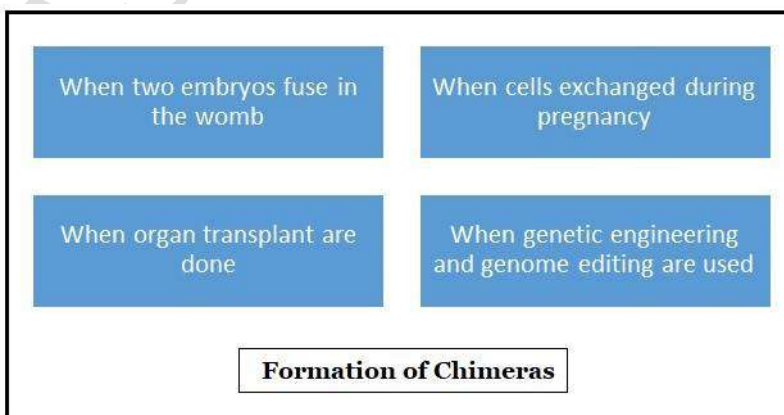 When two embryos fuse in
the womb
When cells exchanged during
pregnancy
When organ transplant are
done
When genetic engineering
and genome editing are used
Formation of Chimeras